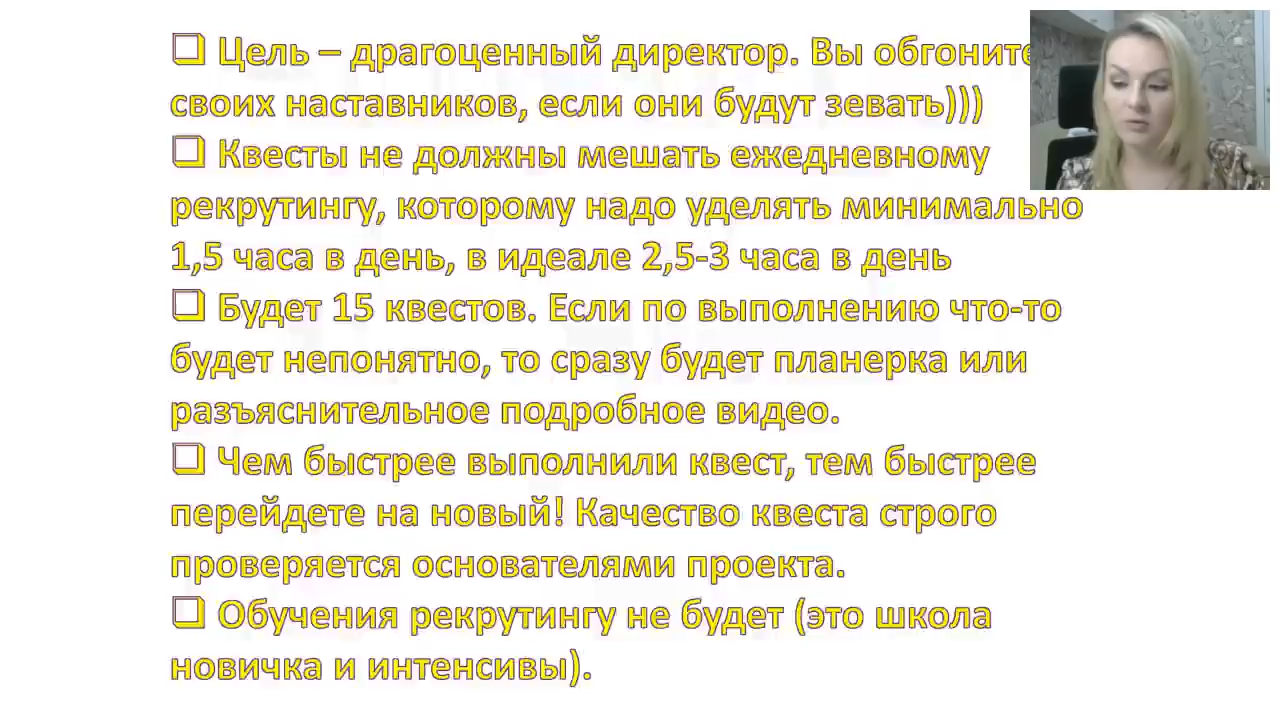 ❑ Цель – драгоценный директор. Вы обгоните
своих наставников, если они будут зевать)))
❑ Квесты не должны мешать ежедневному
рекрутингу, которому надо уделять минимально
1,5 часа в день, в идеале 2,5-3 часа в день
❑ Будет 15 квестов. Если по выполнению что-то
будет непонятно, то сразу будет планерка или
разъяснительное подробное видео.
❑ Чем быстрее выполнили квест, тем быстрее
перейдете на новый! Качество квеста строго
проверяется основателями проекта.
❑ Обучения рекрутингу не будет (это школа
новичка и интенсивы).